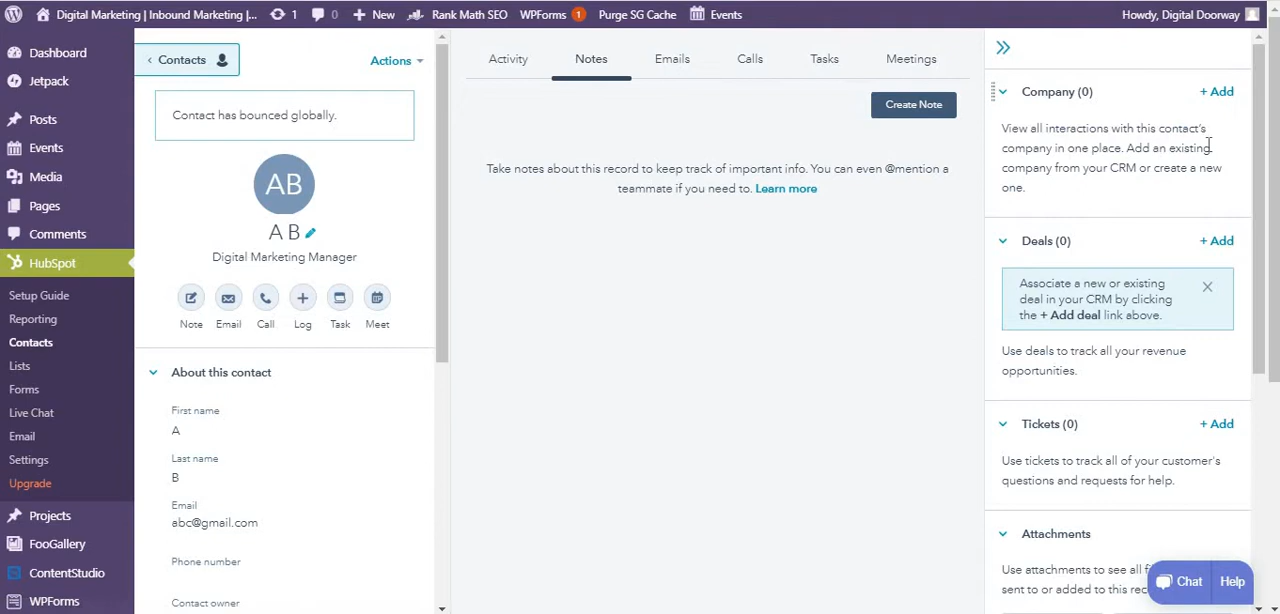 Digital Marketing | Inbound Marketing |...
1
0
New
Rank Math SEO
WPForms 1
Purge SG Cache
Events
Howdy, Digital Doorway
Dashboard
Jetpack
Posts
Events
Media
Pages
Comments
HubSpot
Setup Guide
Reporting
Contacts
Lists
Forms
Live Chat
Email
Settings
Upgrade
Projects
FooGallery
ContentStudio
WPForms
Contacts
Actions
Contact has bounced globally.
AB
A B
Digital Marketing Manager
Note
Email
Call
Log
Task
Meet
About this contact
First name
A
Last name
B
Email
abc@gmail.com
Phone number
Contact owner
Activity
Notes
Emails
Calls
Tasks
Meetings
Create Note
Take notes about this record to keep track of important info. You can even @mention a
teammate if you need to. Learn more
Company (0)
+ Add
View all interactions with this contact's
company in one place. Add an existing
company from your CRM or create a new
one.
Deals (0)
+ Add
Associate a new or existing
deal in your CRM by clicking
the + Add deal link above.
Use deals to track all your revenue
opportunities.
Tickets (0)
+ Add
Use tickets to track all of your customer's
questions and requests for help.
Attachments
Use attachments to see all
sent to or added to this
Chat
Help